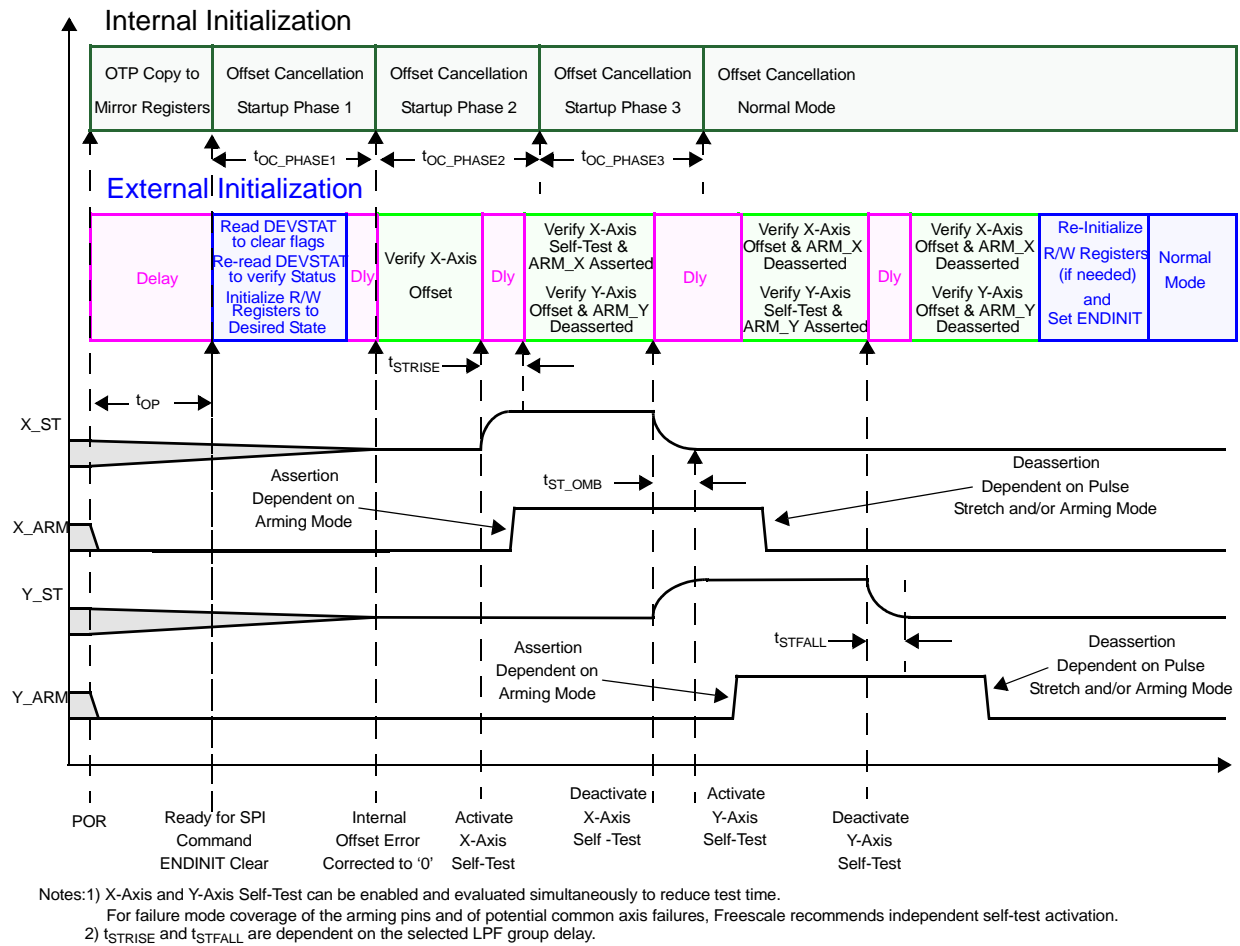 Internal Initialization
OTP Copy to
Mirror Registers
Offset Cancellation
Startup Phase 1
Offset Cancellation
Startup Phase 2
Offset Cancellation
Startup Phase 3
Offset Cancellation
Normal Mode
tOC_PHASE1
tOC_PHASE2
tOC_PHASE3
External Initialization
Delay
Read DEVSTAT
to clear flags
Re-read DEVSTAT
to verify Status
Initialize R/W
Registers to
Desired State
Dly
Verify X-Axis
Offset
Dly
Verify X-Axis
Self-Test &
ARM_X Asserted
Verify Y-Axis
Offset & ARM_Y
Deasserted
Dly
Verify X-Axis
Offset & ARM_X
Deasserted
Verify Y-Axis
Self-Test &
ARM_Y Asserted
Dly
Verify X-Axis
Offset & ARM_X
Deasserted
Verify Y-Axis
Offset & ARM_Y
Deasserted
Re-Initialize
R/W Registers
(if needed)
and
Set ENDINIT
Normal
Mode
tSTRISE
tOP
X_ST
Assertion
Dependent on
Arming Mode
tST_OMB
Deassertion
Dependent on Pulse
Stretch and/or Arming Mode
X_ARM
Y_ST
tSTFALL
Assertion
Dependent on
Arming Mode
Deassertion
Dependent on Pulse
Stretch and/or Arming Mode
Y_ARM
POR
Ready for SPI
Command
ENDINIT Clear
Internal
Offset Error
Corrected to ‘0’
Activate
X-Axis
Self-Test
Deactivate
X-Axis
Self -Test
Activate
Y-Axis
Self-Test
Deactivate
Y-Axis
Self-Test
Notes:1) X-Axis and Y-Axis Self-Test can be enabled and evaluated simultaneously to reduce test time.
For failure mode coverage of the arming pins and of potential common axis failures, Freescale recommends independent self-test activation.
2) tSTRISE and tSTFALL are dependent on the selected LPF group delay.